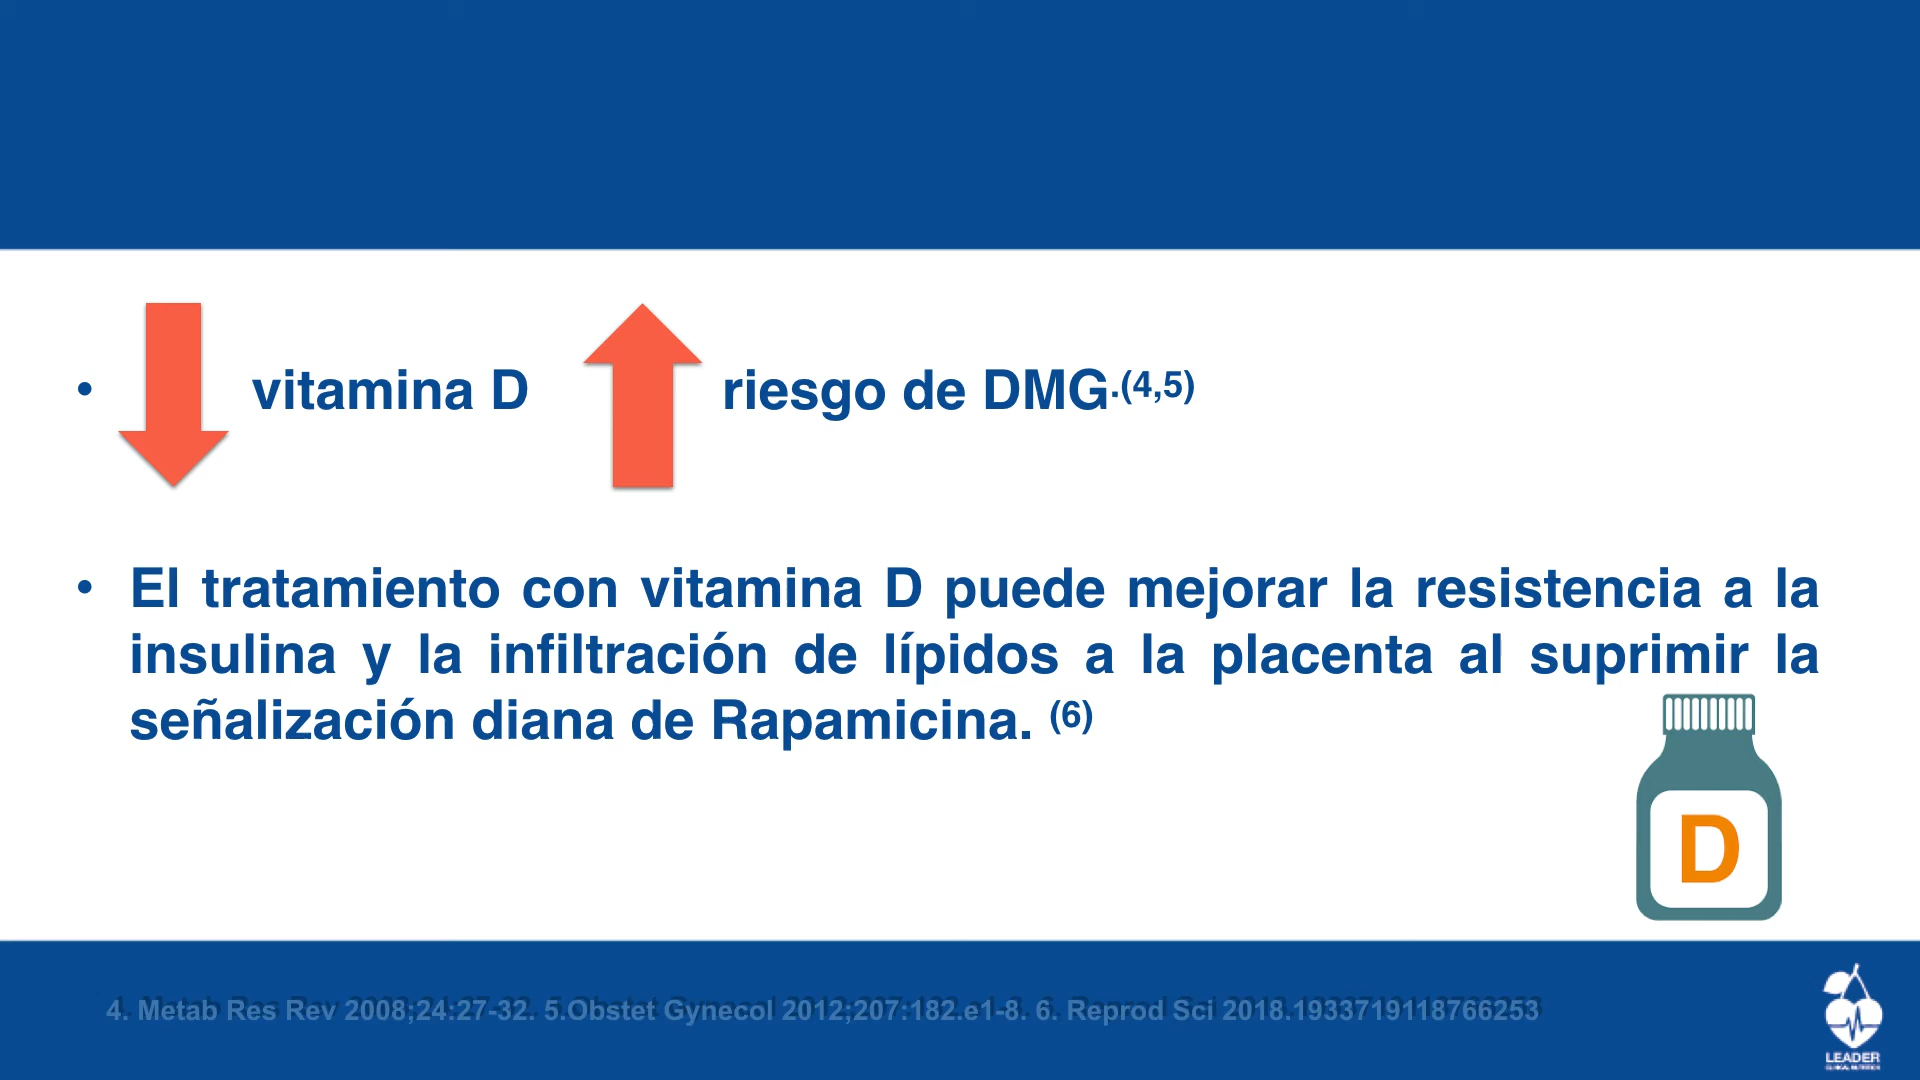 • vitamina D riesgo de DMG.(4,5)
• El tratamiento con vitamina D puede mejorar la resistencia a la
insulina y la infiltración de lípidos a la placenta al suprimir la
señalización diana de Rapamicina. (6)
D
4. Metab Res Rev 2008;24:27-32. 5.Obstet Gynecol 2012;207:182.e1-8. 6. Reprod Sci 2018.1933719118766253
LEADER
CLINICAL NUTRITION